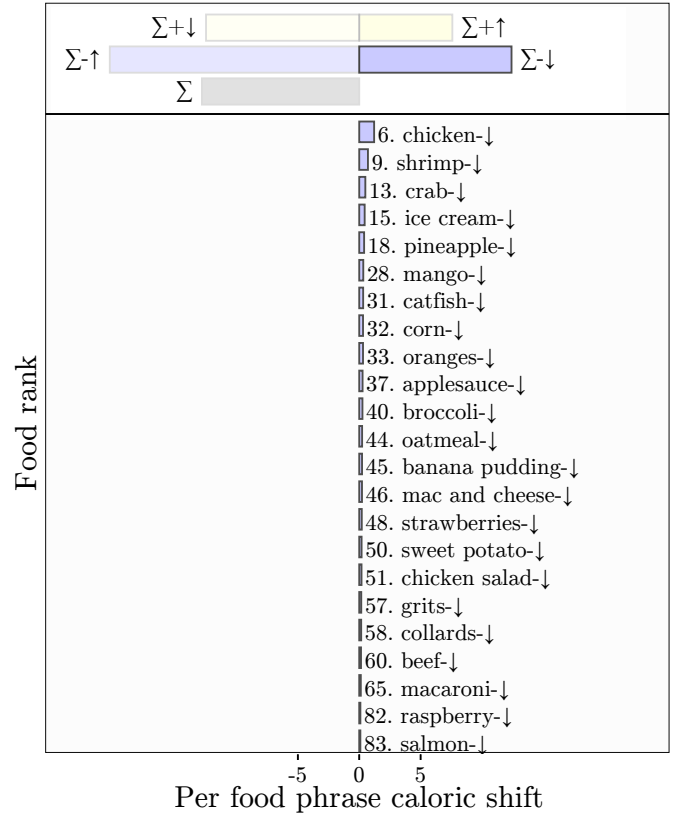 Σ+↓ Σ+↑
Σ-↑ Σ-↓
Σ
6. chicken-↓
9. shrimp-↓
13. crab-↓
15. ice cream-↓
18. pineapple-↓
28. mango-↓
31. catfish-↓
32. corn-↓
33. oranges-↓
37. applesauce-↓
40. broccoli-↓
44. oatmeal-↓
45. banana pudding-↓
46. mac and cheese-↓
48. strawberries-↓
50. sweet potato-↓
51. chicken salad-↓
57. grits-↓
58. collards-↓
60. beef-↓
65. macaroni-↓
82. raspberry-↓
83. salmon-↓
Food rank
-5 0 5
Per food phrase caloric shift